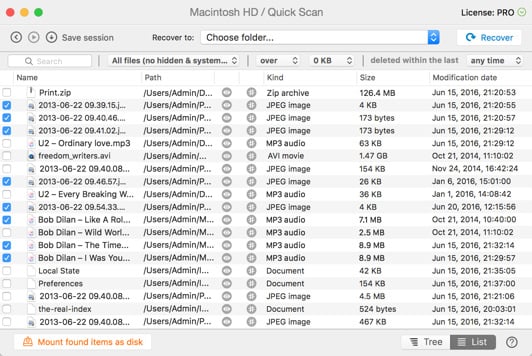 Macintosh HD / Quick Scan License: PRO
Save session Recover to: Choose folder... Recover
Search All files (no hidden & system... over 0 KB deleted within the last any time
Name Path Kind Size Modification date
Print.zip /Users/Admin/D... Zip archive 126.4 MB Jun 15, 2016, 21:20:53
2013-06-22 09.39.15.j... /Users/Admin/P... JPEG image 4 KB Jun 15, 2016, 21:20:55
2013-06-22 09.40.46.... /Users/Admin/P... JPEG image 173 bytes Jun 15, 2016, 21:20:57
2013-06-22 09.41.02.j... /Users/Admin/P... JPEG image 173 bytes Jun 15, 2016, 21:29:12
U2 – Ordinary love.mp3 /Users/Admin/D... MP3 audio 63 KB Jun 15, 2016, 21:29:12
freedom_writers.avi /Users/Admin/D... AVI movie 1.47 GB Oct 21, 2014, 11:10:02
2013-06-22 09.40.08... /Users/Admin/P... JPEG image 154 KB Nov 24, 2014, 16:42:24
2013-06-22 09.46.57.j... /Users/Admin/P... JPEG image 26 KB Jan 6, 2016, 15:01:00
U2 – Every Breaking W... /Users/Admin/D... MP3 audio 36 KB Jan 1, 2016, 14:08:42
2013-06-22 09.54.33.... /Users/Admin/P... JPEG image 4 KB Jun 20, 2016, 12:15:56
Bob Dilan – Like A Rol... /Users/Admin/M... MP3 audio 7.1 MB Oct 21, 2014, 10:40:00
Bob Dilan – Wild Worl... /Users/Admin/M... MP3 audio 2.5 MB Oct 21, 2014, 11:10:02
Bob Dilan – The Time... /Users/Admin/M... MP3 audio 8.9 MB Jun 15, 2016, 21:32:14
Bob Dilan – I Was You... /Users/Admin/M... MP3 audio 8.9 MB Jun 15, 2016, 21:29:57
Local State /Users/Admin/l... Document 42 KB Jun 15, 2016, 21:35:05
Preferences /Users/Admin/l... Document 154 KB Jun 15, 2016, 21:37:00
2013-06-22 09.40.08... /Users/Admin/P... JPEG image 4.5 MB Jun 15, 2016, 21:21:06
the-real-index /Users/Admin/l... Document 524 bytes Jun 15, 2016, 20:03:01
2013-06-22 09.40.08... /Users/Admin/P... JPEG image 467 KB Jun 15, 2016, 21:32:14
Mount found items as disk Tree List ?